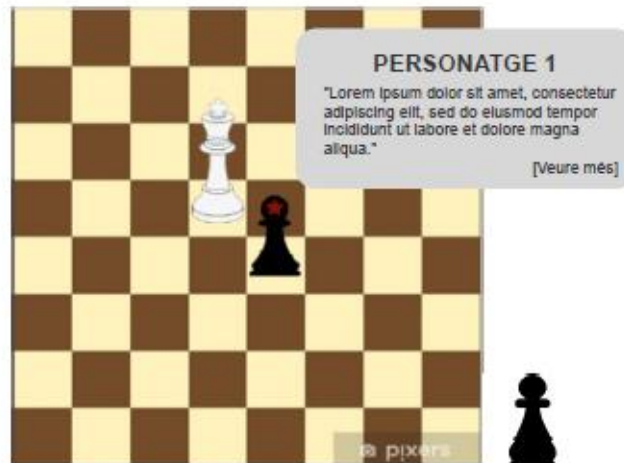 PERSONATGE 1
"Lorem ipsum dolor sit amet, consectetur
adipiscing elit, sed do eiusmod tempor
incididunt ut labore et dolore magna
aliqua."
[Veure més]
pixers